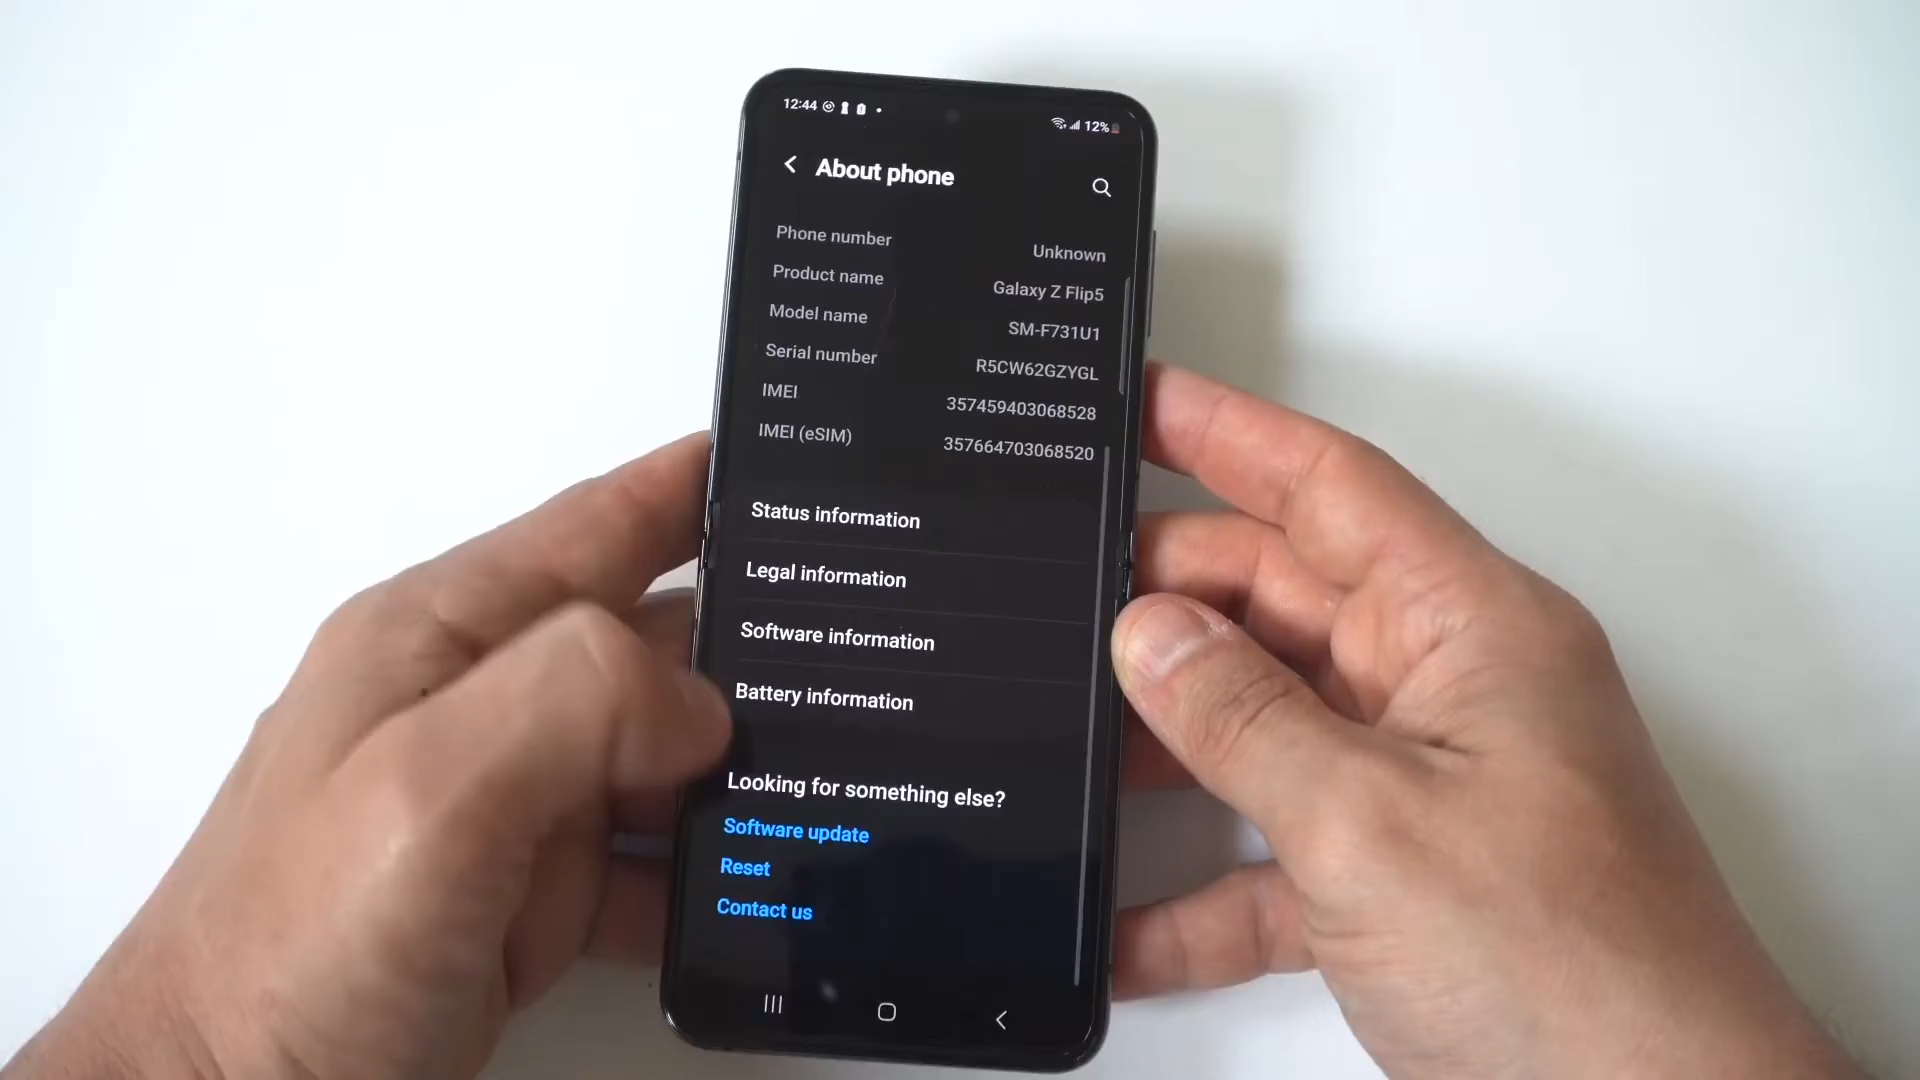 12:44
12%
About phone
Phone number Unknown
Product name Galaxy Z Flip5
Model name SM-F731U1
Serial number R5CW62GZYGL
IMEI 357459403068528
IMEI (eSIM) 357664703068520
Status information
Legal information
Software information
Battery information
Looking for something else?
Software update
Reset
Contact us